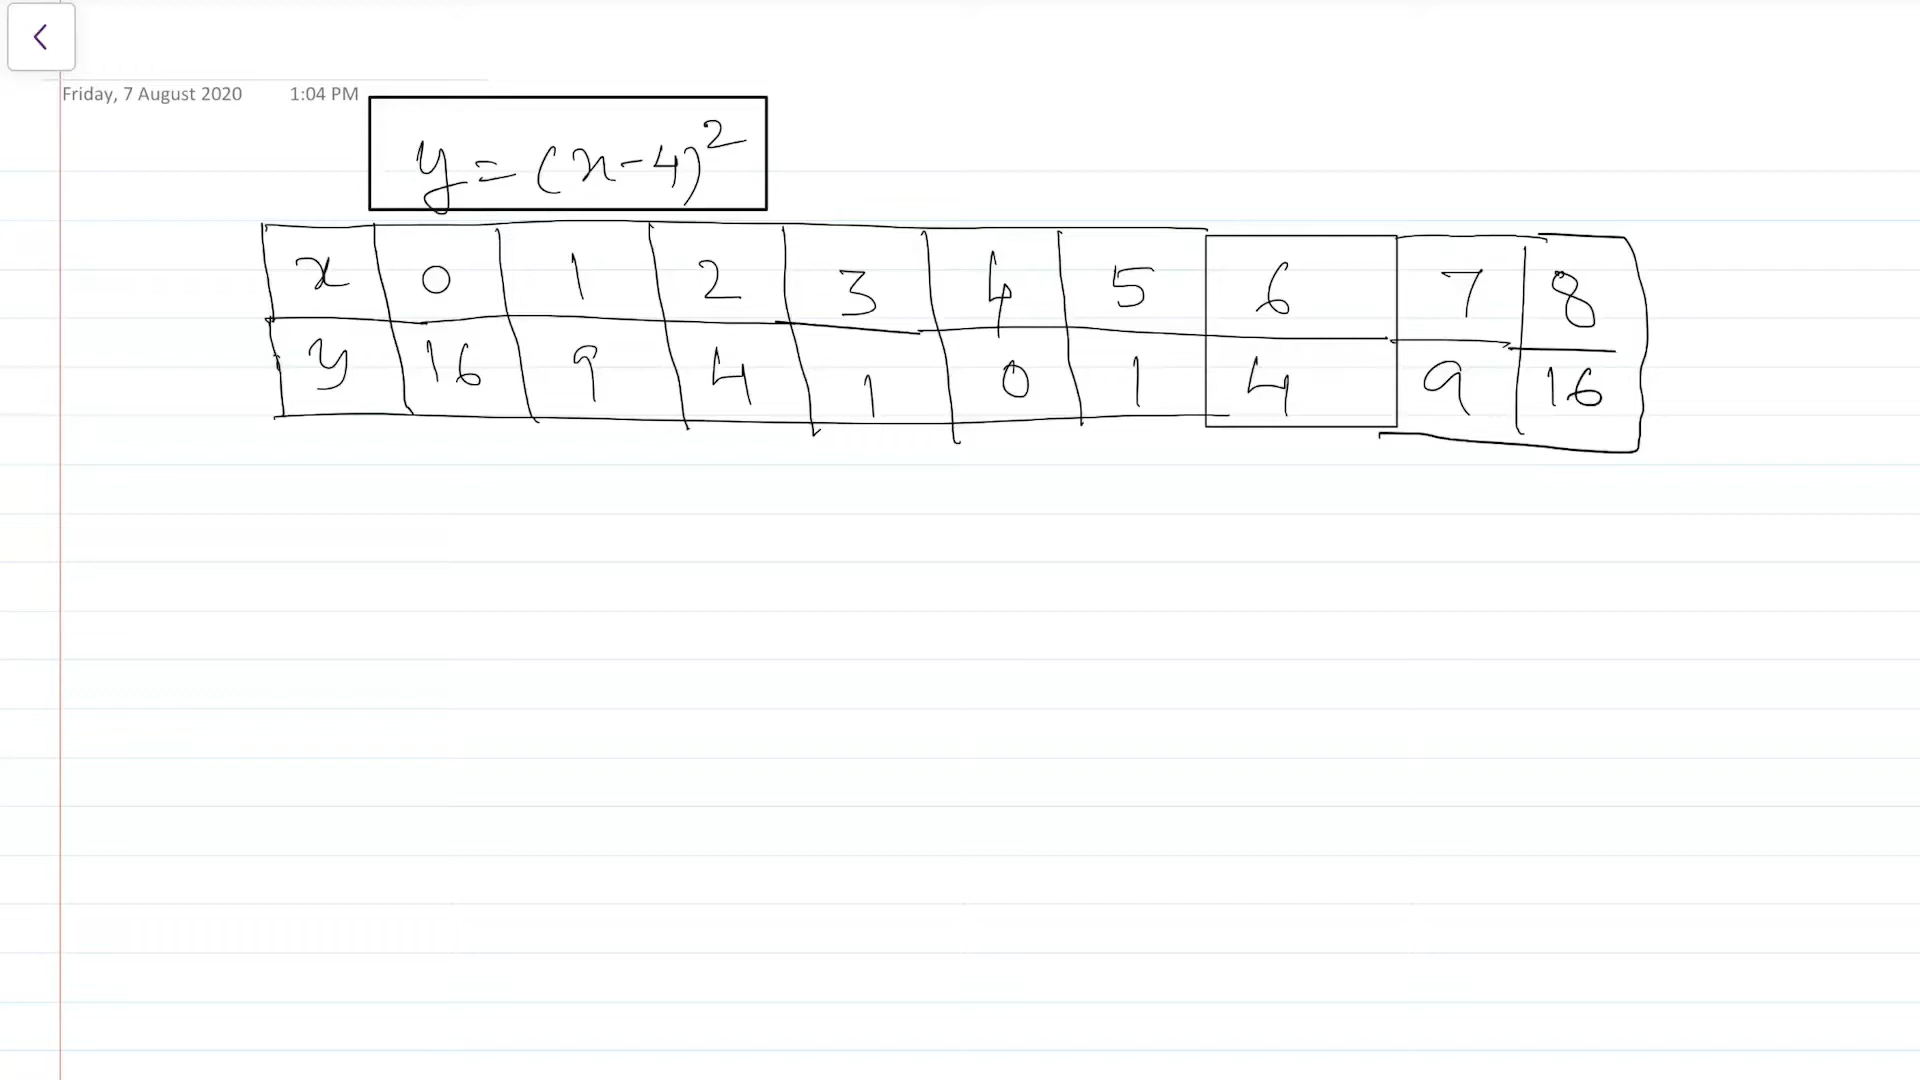 Friday, 7 August 2020 1:04 PM
y = (x-4)²
x 0 1 2 3 4 5 6 7 8
y 16 9 4 1 0 1 4 9 16